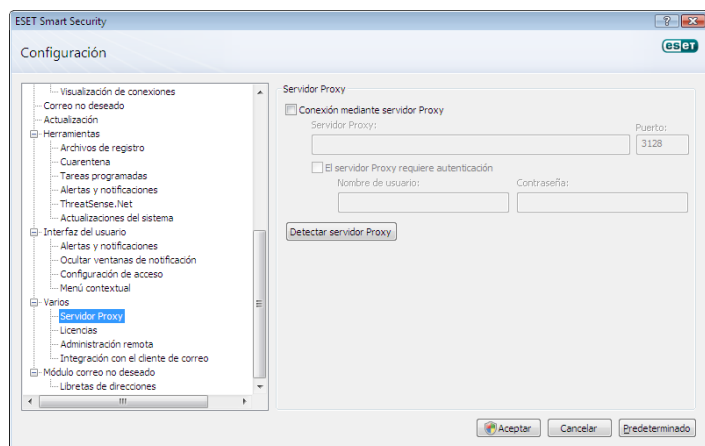 ESET Smart Security
Configuración
eseT
Visualización de conexiones
Correo no deseado
Actualización
Herramientas
Archivos de registro
Cuarentena
Tareas programadas
Alertas y notificaciones
ThreatSense.Net
Actualizaciones del sistema
Interfaz del usuario
Alertas y notificaciones
Ocultar ventanas de notificación
Configuración de acceso
Menú contextual
Varios
Servidor Proxy
Licencias
Administración remota
Integración con el cliente de correo
Módulo correo no deseado
Libretas de direcciones
Servidor Proxy
Conexión mediante servidor Proxy
Servidor Proxy: Puerto:
3128
El servidor Proxy requiere autenticación
Nombre de usuario: Contraseña:
Detectar servidor Proxy
Aceptar Cancelar Predeterminado